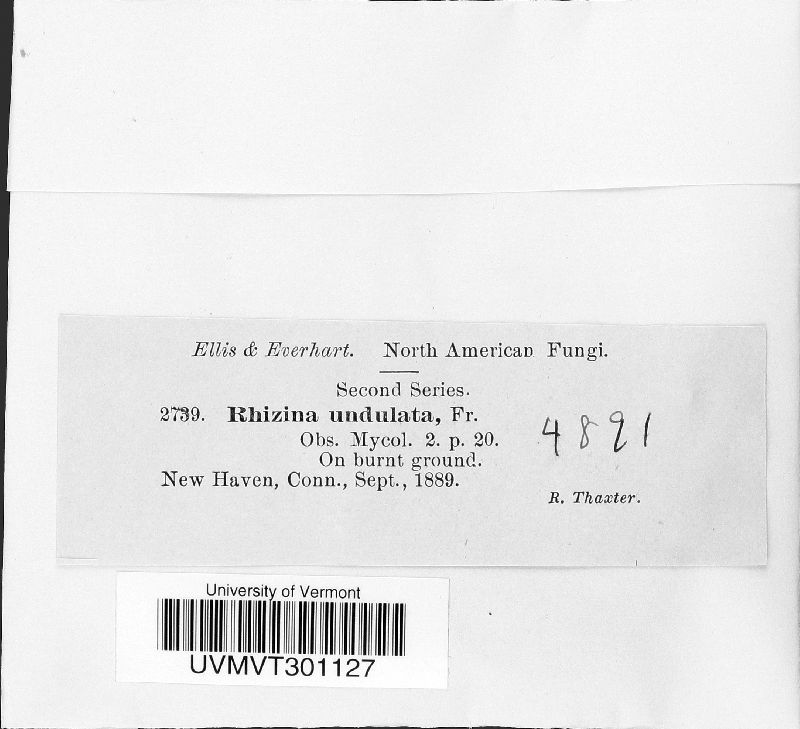 Ellis & Everhart. North American Fungi.
Second Series.
2739. Rhizina undulata, Fr.
Obs. Mycol. 2. p. 20.
On burnt ground.
New Haven, Conn., Sept., 1889.
R. Thaxter.
4891
University of Vermont
UVMVT301127